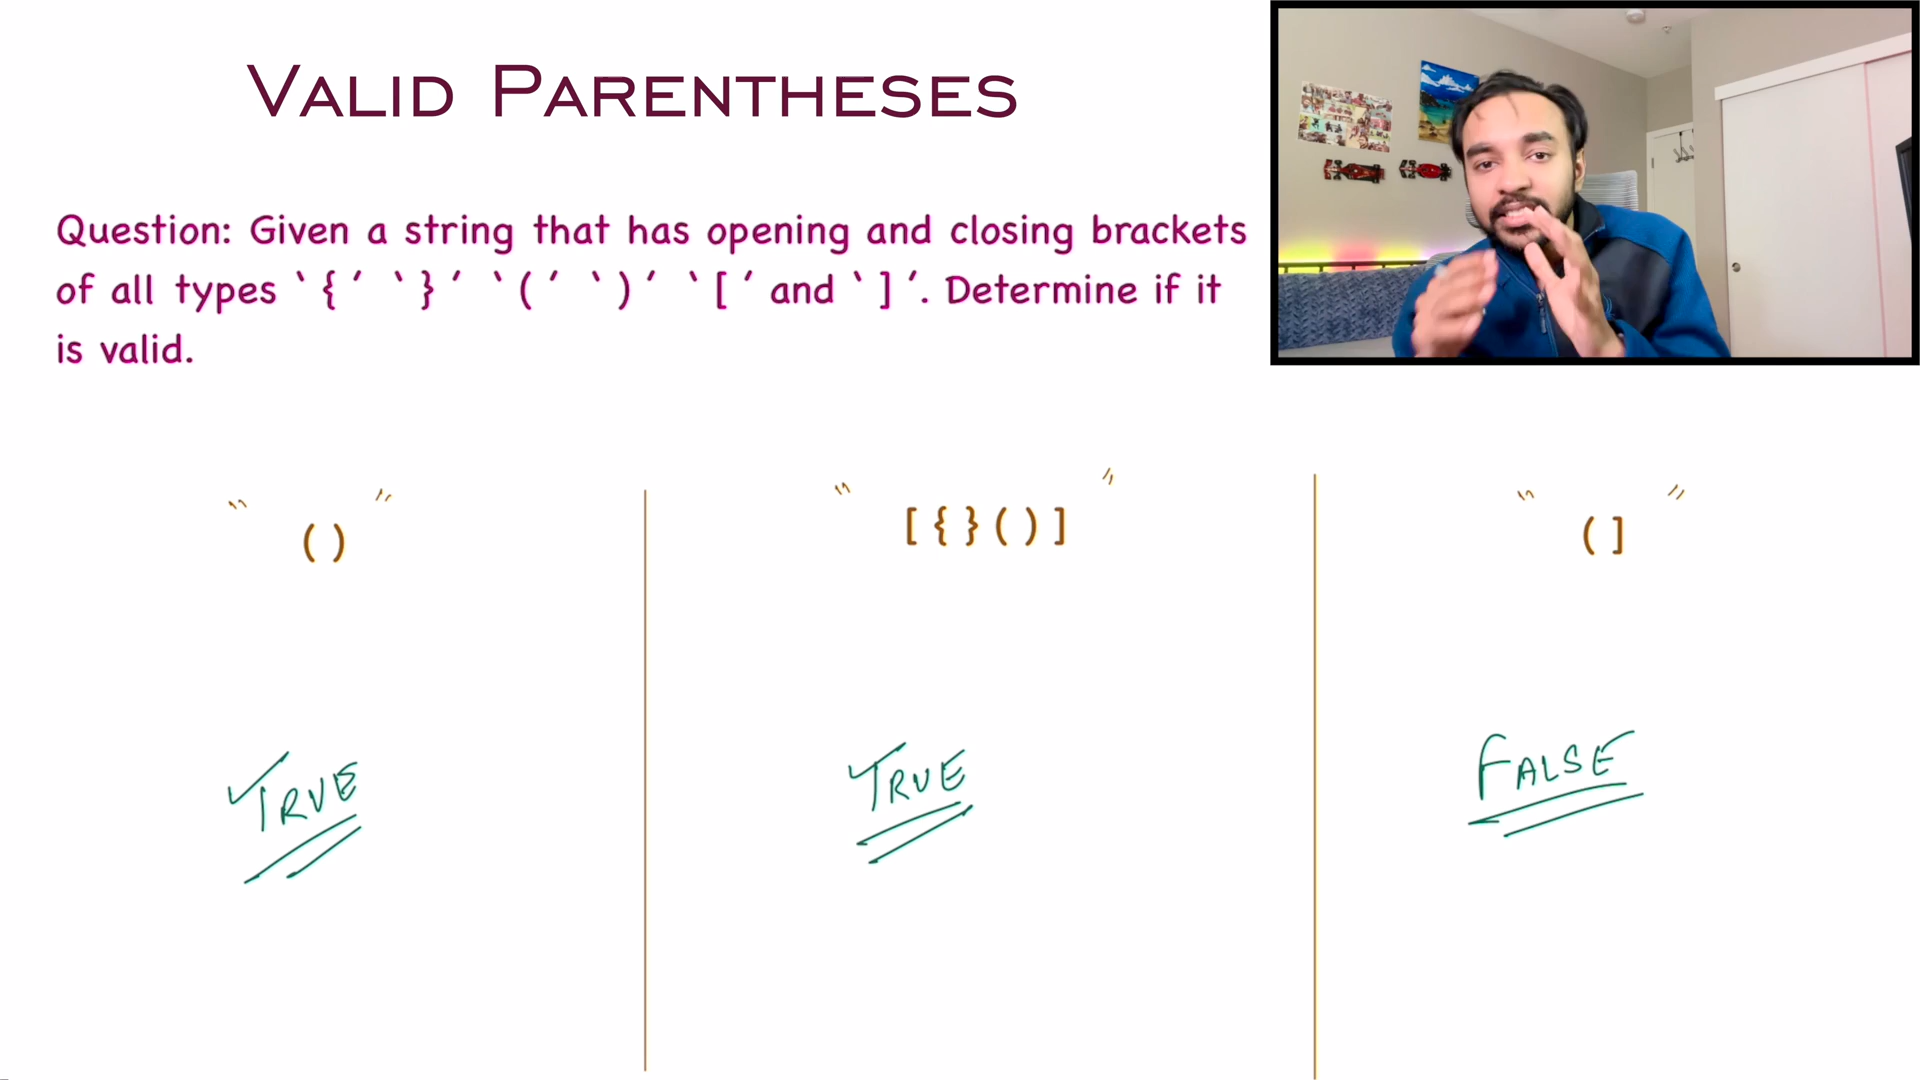 VALID PARENTHESES
Question: Given a string that has opening and closing brackets
of all types ‵{′ ‵}′ ‵(′ ‵)′ ‵[′ and ‵]′. Determine if it
is valid.
" () "
" [{}()] "
" (] "
TRUE
TRUE
FALSE